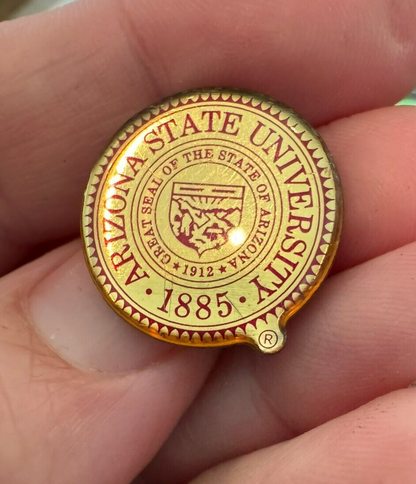 ARIZONA STATE UNIVERSITY
· 1885 ·
GREAT SEAL OF THE STATE OF ARIZONA
★ 1912 ★
®